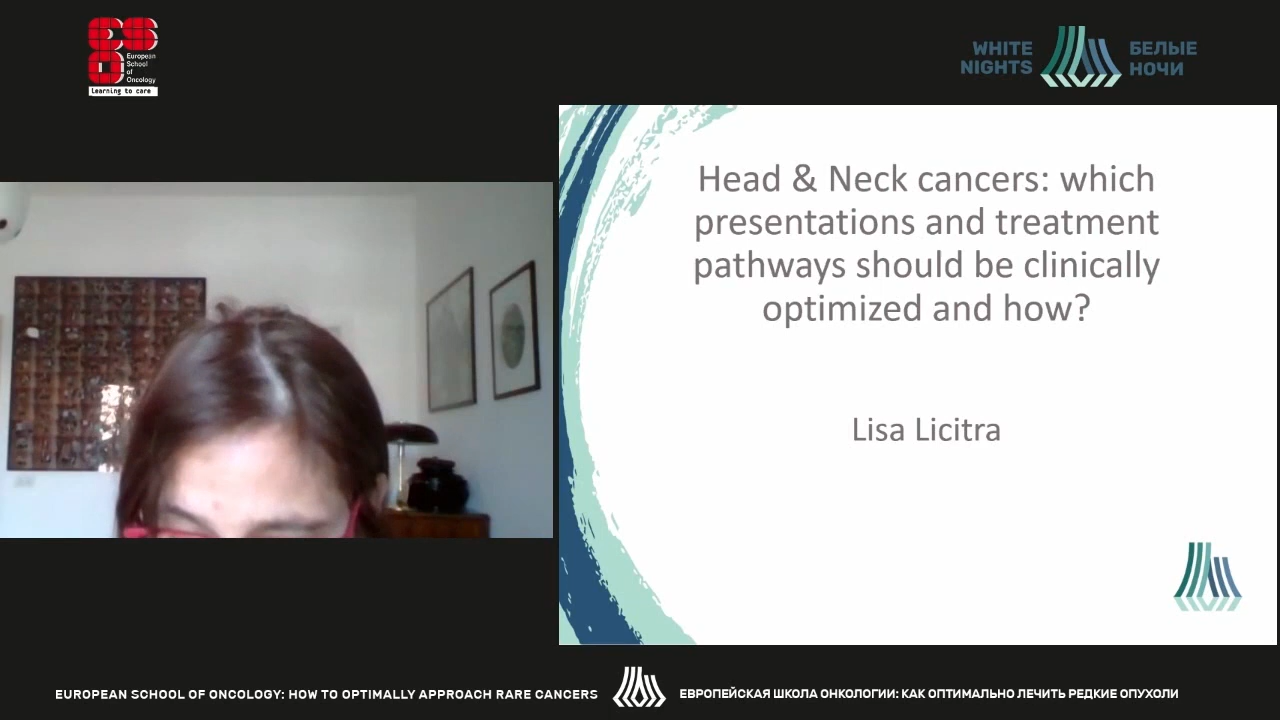 European
School
of
Oncology
Learning to care
WHITE
NIGHTS
БЕЛЫЕ
НОЧИ
Head & Neck cancers: which
presentations and treatment
pathways should be clinically
optimized and how?
Lisa Licitra
EUROPEAN SCHOOL OF ONCOLOGY: HOW TO OPTIMALLY APPROACH RARE CANCERS
ЕВРОПЕЙСКАЯ ШКОЛА ОНКОЛОГИИ: КАК ОПТИМАЛЬНО ЛЕЧИТЬ РЕДКИЕ ОПУХОЛИ